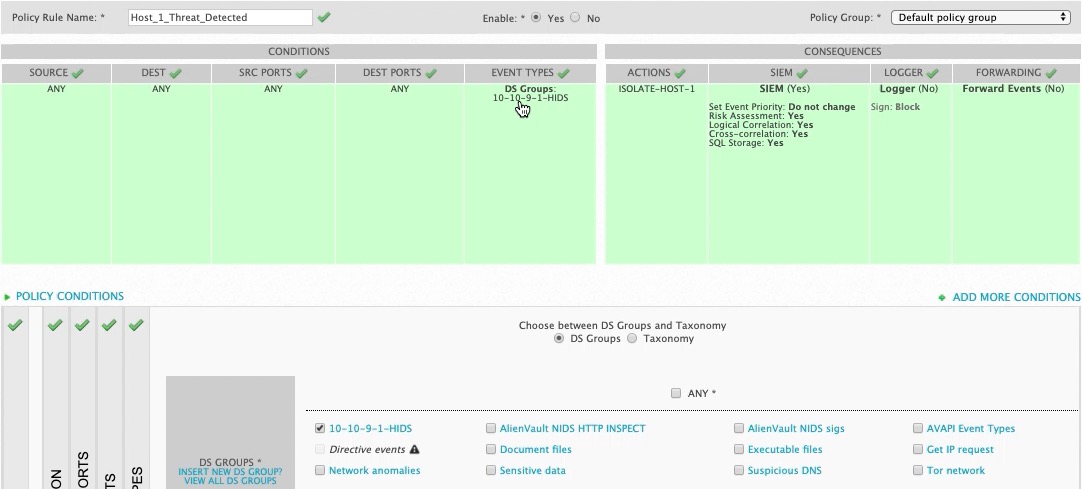 Policy Rule Name: * Host_1_Threat_Detected Enable: * Yes No Policy Group: * Default policy group
CONDITIONS CONSEQUENCES
SOURCE DEST SRC PORTS DEST PORTS EVENT TYPES ACTIONS SIEM LOGGER FORWARDING
ANY ANY ANY ANY DS Groups: ISOLATE-HOST-1 SIEM (Yes) Logger (No) Forward Events (No)
10-10-9-1-HIDS
Set Event Priority: Do not change Sign: Block
Risk Assessment: Yes
Logical Correlation: Yes
Cross-correlation: Yes
SQL Storage: Yes
POLICY CONDITIONS ADD MORE CONDITIONS
Choose between DS Groups and Taxonomy
DS Groups Taxonomy
ANY *
10-10-9-1-HIDS AlienVault NIDS HTTP INSPECT AlienVault NIDS sigs AVAPI Event Types
Directive events Document files Executable files Get IP request
Network anomalies Sensitive data Suspicious DNS Tor network
DS GROUPS *
INSERT NEW DS GROUP?
VIEW ALL DS GROUPS
ON
ORTS
TS
PES